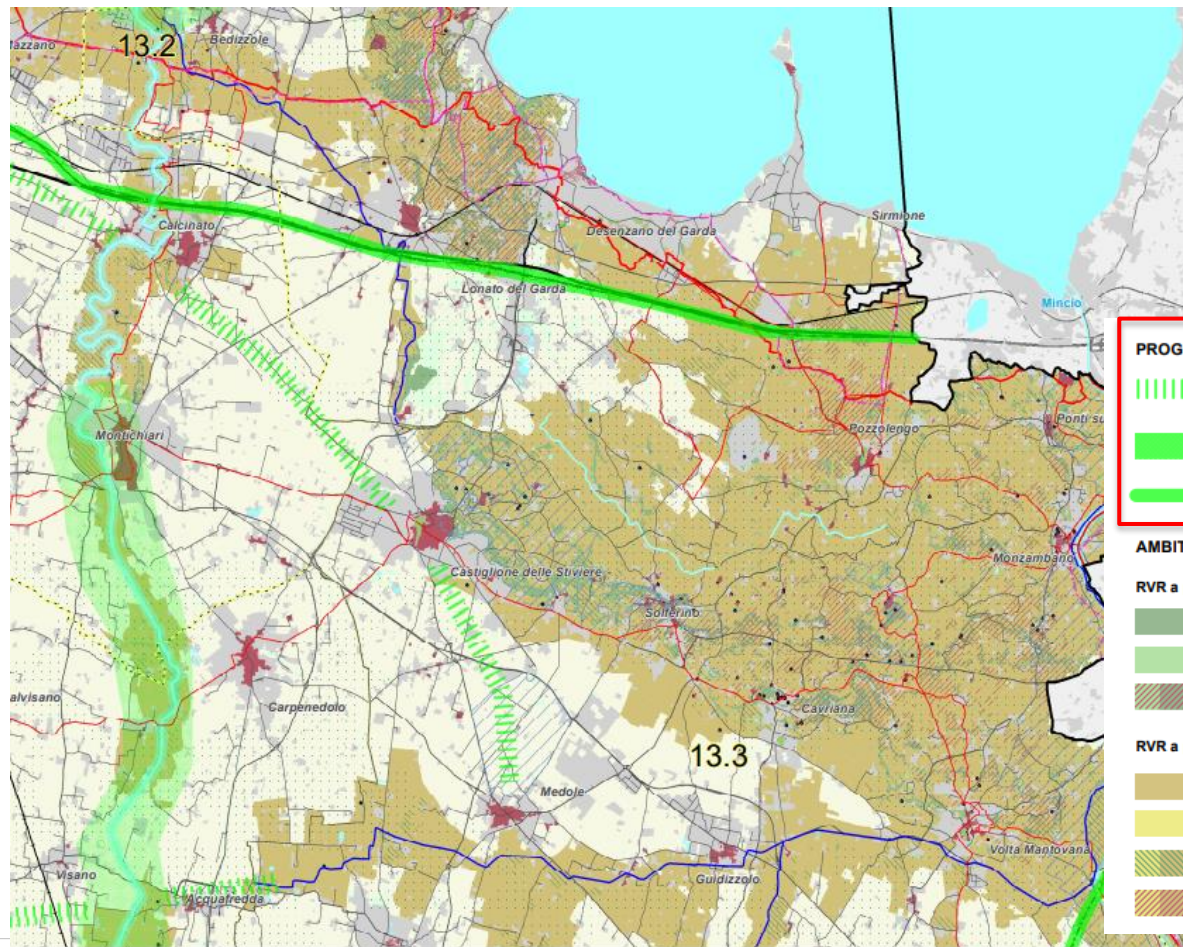 azzano
13.2
Bedizzole
Calcinato
Desenzano del Garda
Sirmione
Lonato del Garda
Mincio
PROG
Ponti su
Montichiari
Pozzolengo
AMBIT
Monzambano
RVR a
Castiglione delle Stiviere
Solferino
alvisano
Carpenedolo
Cavriana
RVR a
13.3
Medole
Volta Mantovana
Visano
Guidizzolo
Acquafredda